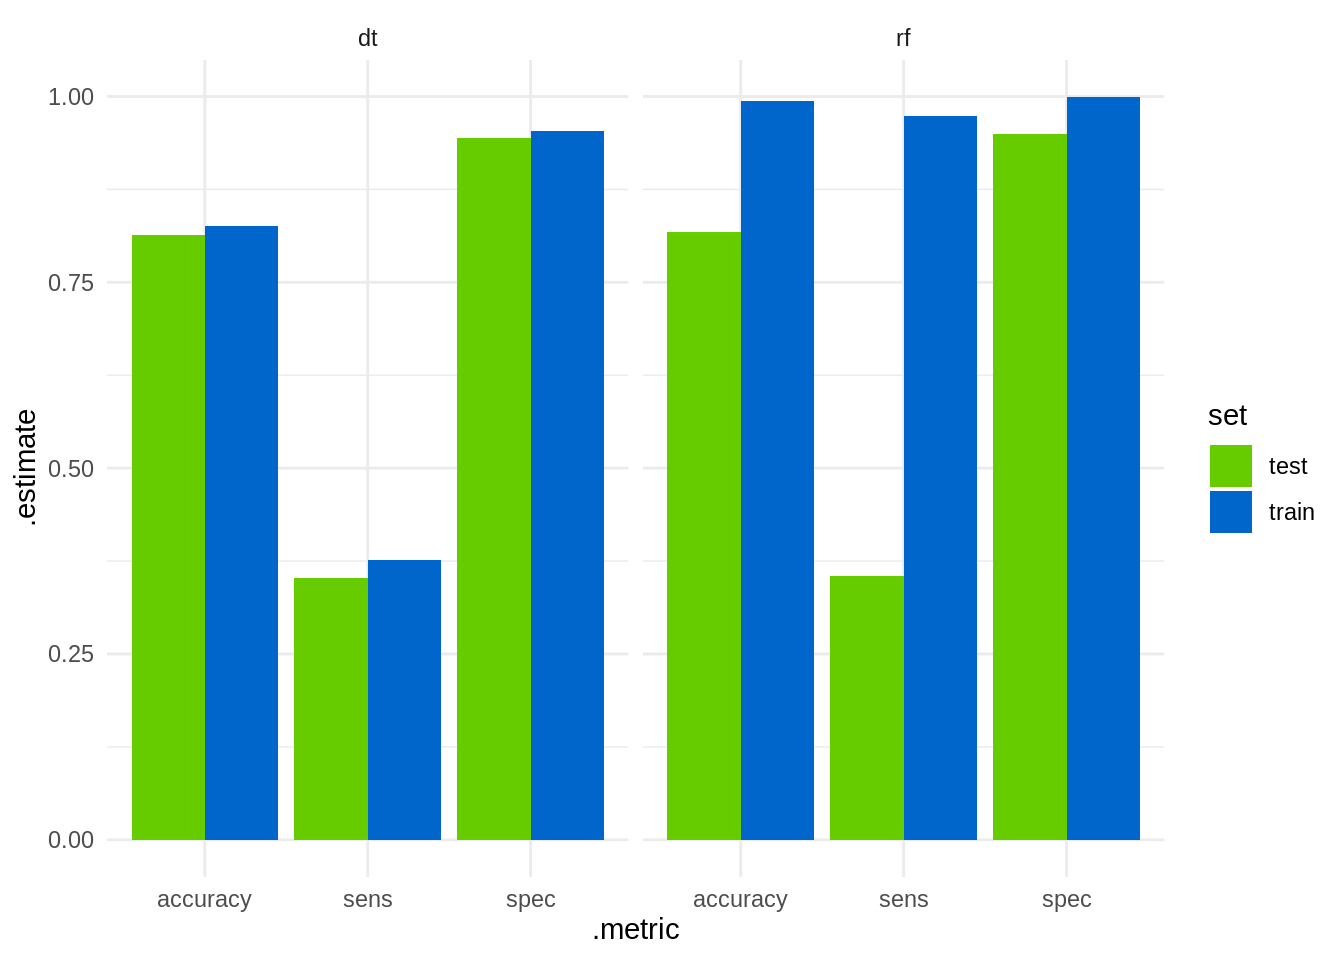 dt
rf
1.00
0.75
0.50
0.25
0.00
.estimate
accuracy sens spec
accuracy sens spec
.metric
set
test
train